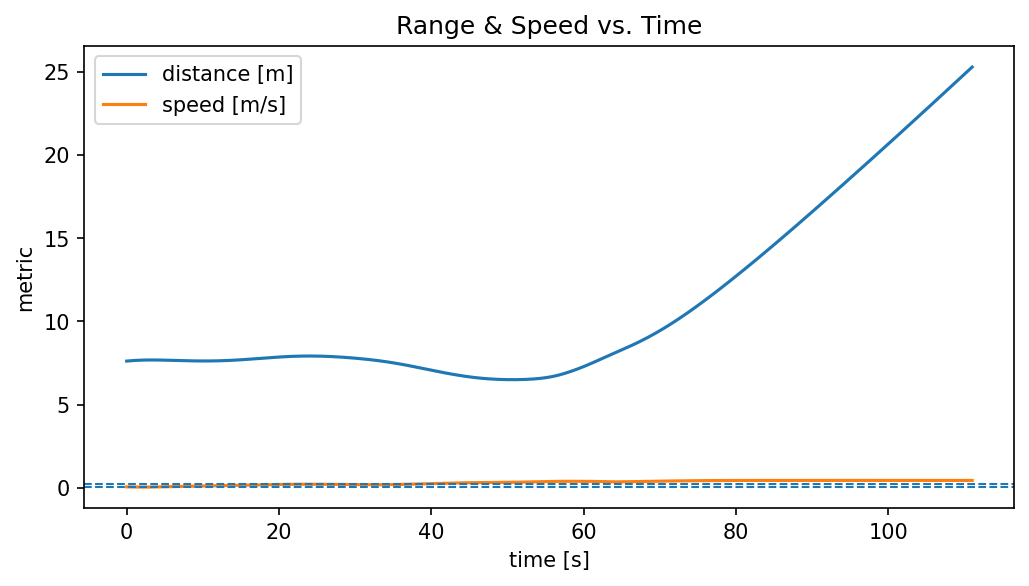 Range & Speed vs. Time
distance [m]
speed [m/s]
metric
25
20
15
10
5
0
0 20 40 60 80 100
time [s]